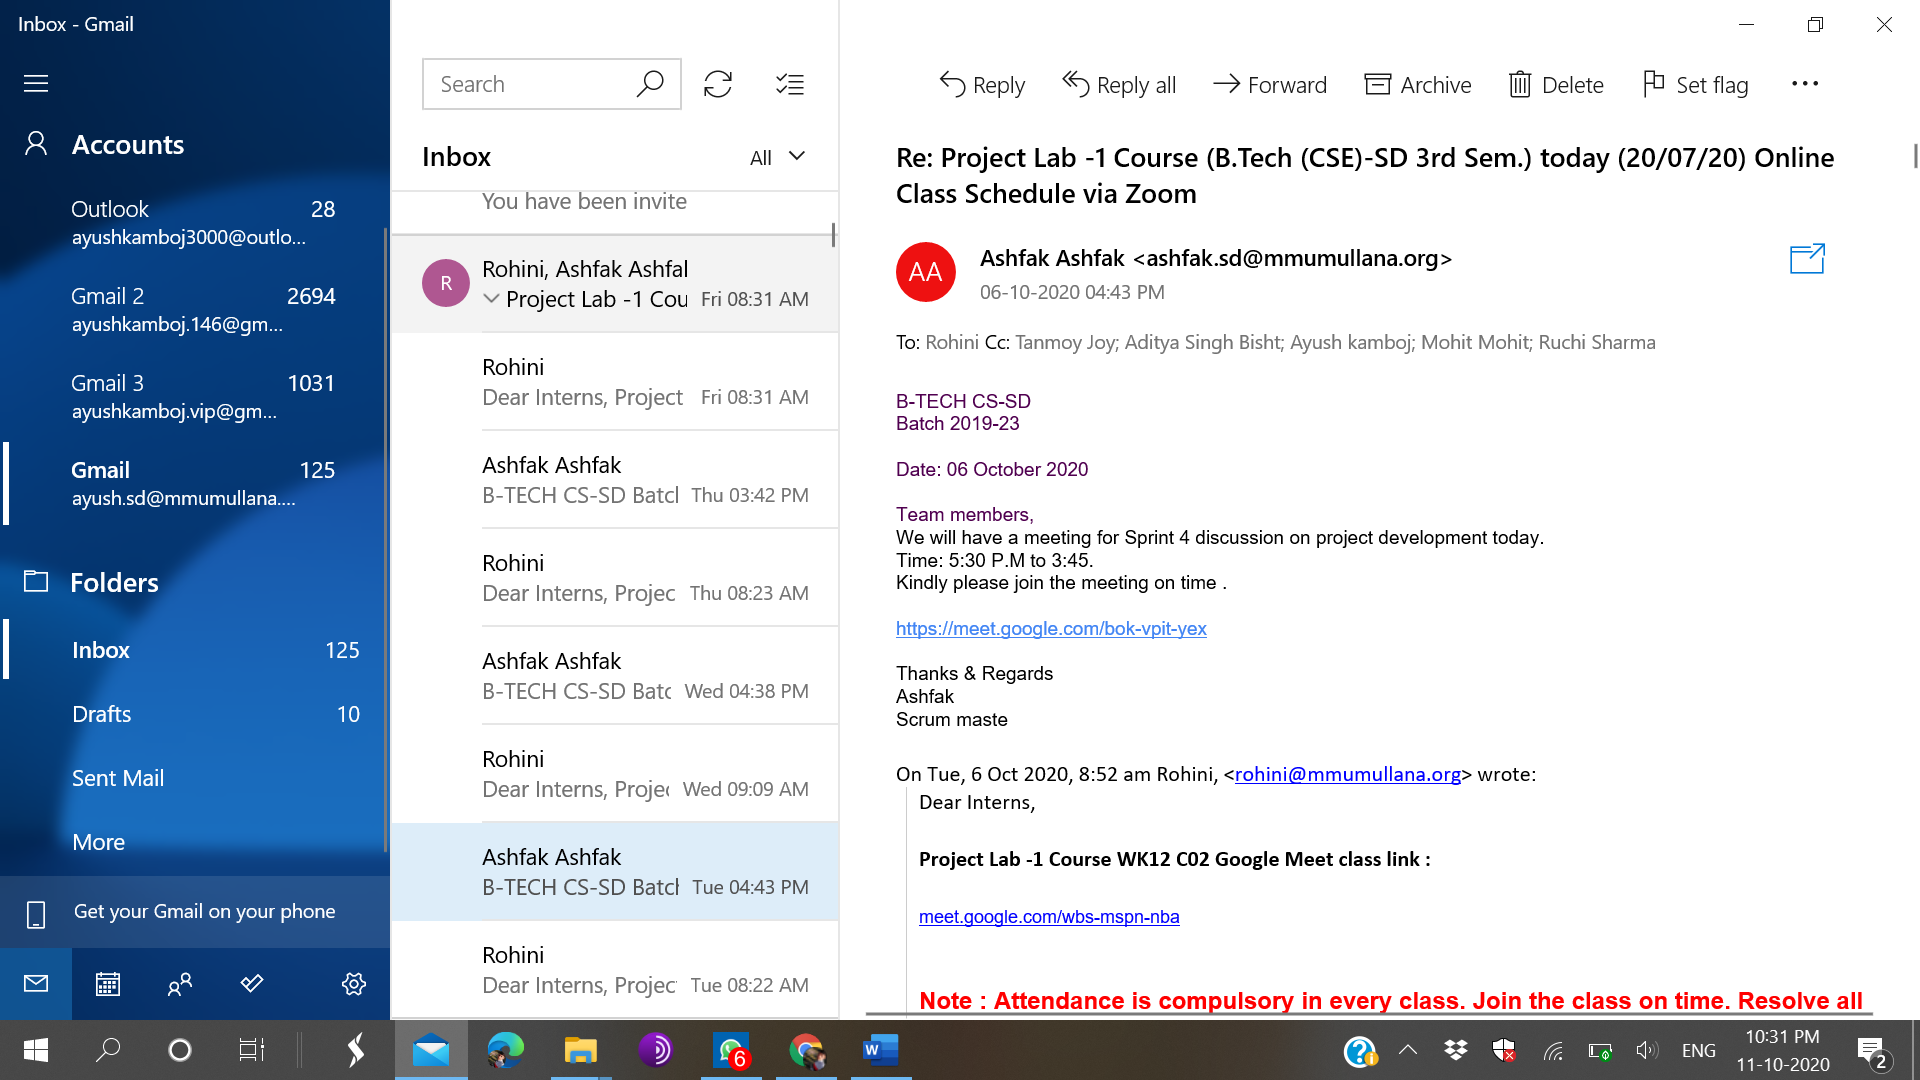 Inbox - Gmail
Accounts
Outlook 28
ayushkamboj3000@outlo...
Gmail 2 2694
ayushkamboj.146@gm...
Gmail 3 1031
ayushkamboj.vip@gm...
Gmail 125
ayush.sd@mmumullana....
Folders
Inbox 125
Drafts 10
Sent Mail
More
Get your Gmail on your phone
Search
Inbox All
You have been invite
R
Rohini, Ashfak Ashfal
Project Lab -1 Cou Fri 08:31 AM
Rohini
Dear Interns, Project Fri 08:31 AM
Ashfak Ashfak
B-TECH CS-SD Batcl Thu 03:42 PM
Rohini
Dear Interns, Projec Thu 08:23 AM
Ashfak Ashfak
B-TECH CS-SD Batc Wed 04:38 PM
Rohini
Dear Interns, Projec Wed 09:09 AM
Ashfak Ashfak
B-TECH CS-SD Batcl Tue 04:43 PM
Rohini
Dear Interns, Projec Tue 08:22 AM
Reply Reply all Forward Archive Delete Set flag
Re: Project Lab -1 Course (B.Tech (CSE)-SD 3rd Sem.) today (20/07/20) Online
Class Schedule via Zoom
AA
Ashfak Ashfak <ashfak.sd@mmumullana.org>
06-10-2020 04:43 PM
To: Rohini Cc: Tanmoy Joy; Aditya Singh Bisht; Ayush kamboj; Mohit Mohit; Ruchi Sharma
B-TECH CS-SD
Batch 2019-23
Date: 06 October 2020
Team members,
We will have a meeting for Sprint 4 discussion on project development today.
Time: 5:30 P.M to 3:45.
Kindly please join the meeting on time .
https://meet.google.com/bok-vpit-yex
Thanks & Regards
Ashfak
Scrum maste
On Tue, 6 Oct 2020, 8:52 am Rohini, <rohini@mmumullana.org> wrote:
Dear Interns,
Project Lab -1 Course WK12 C02 Google Meet class link :
meet.google.com/wbs-mspn-nba
Note : Attendance is compulsory in every class. Join the class on time. Resolve all
6
W
ENG
10:31 PM
11-10-2020
2